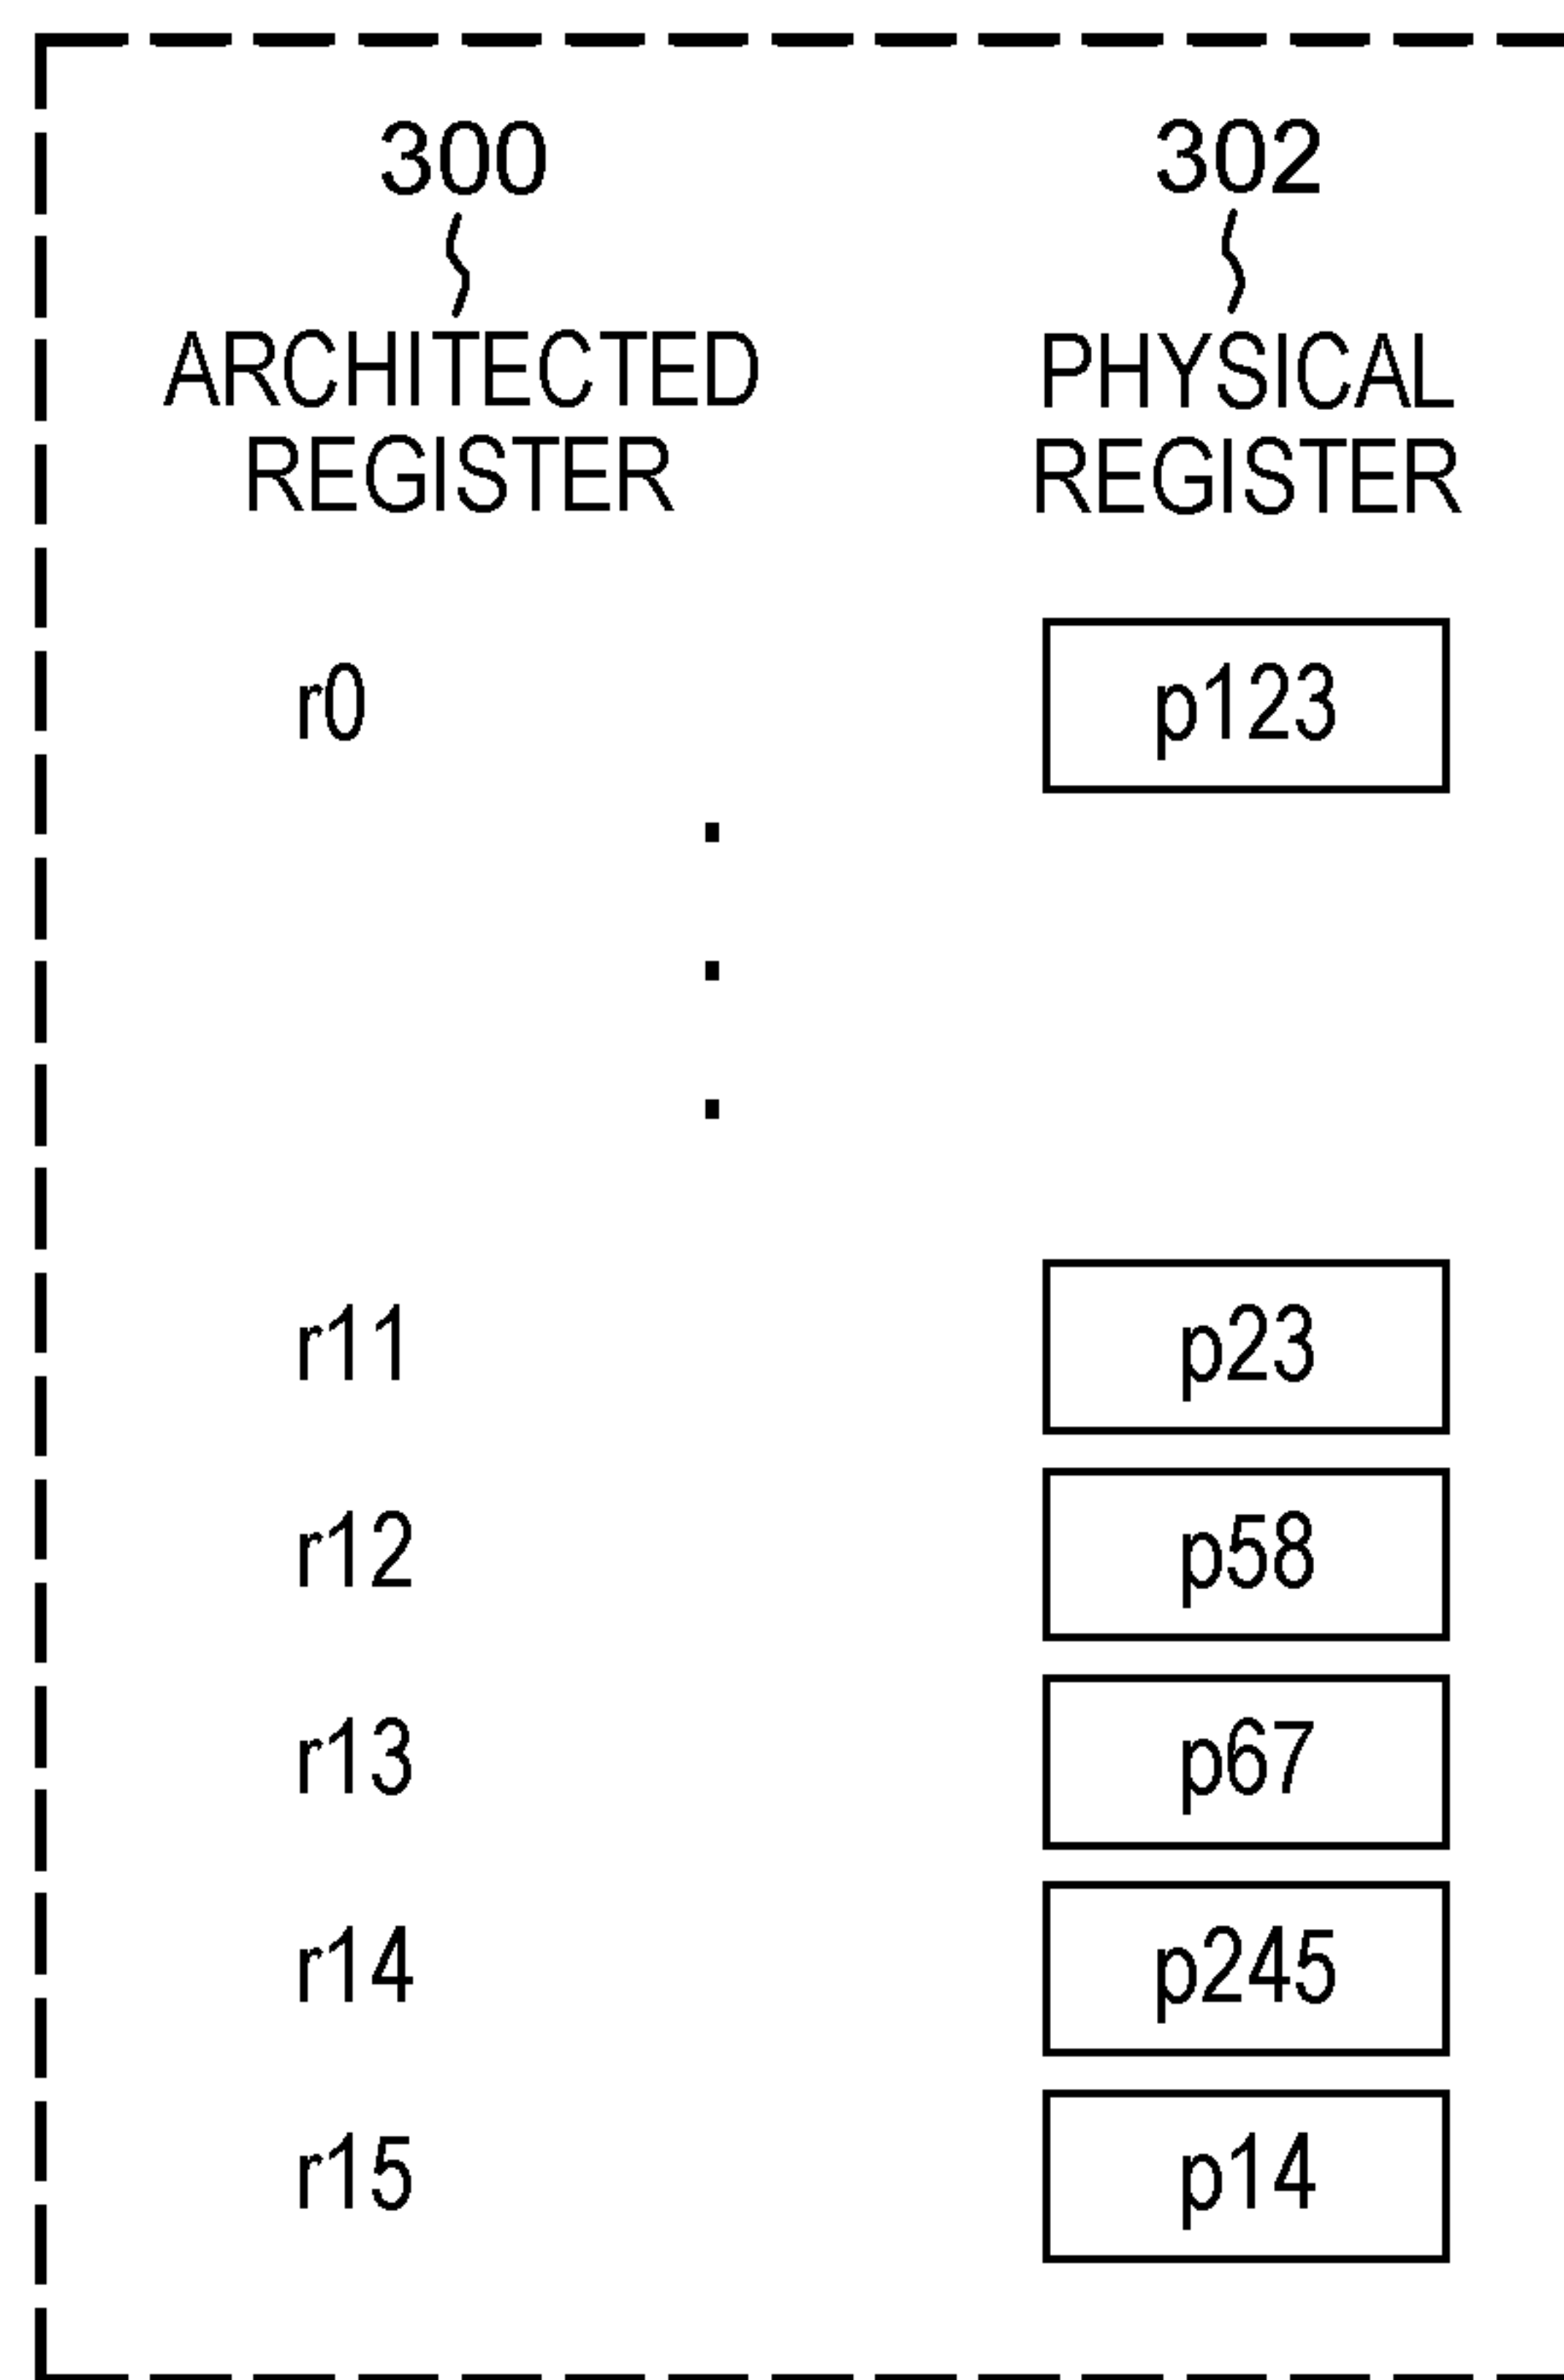 300 302
ARCHITECTED PHYSICAL
REGISTER REGISTER
r0 p123
.
.
.
r11 p23
r12 p58
r13 p67
r14 p245
r15 p14